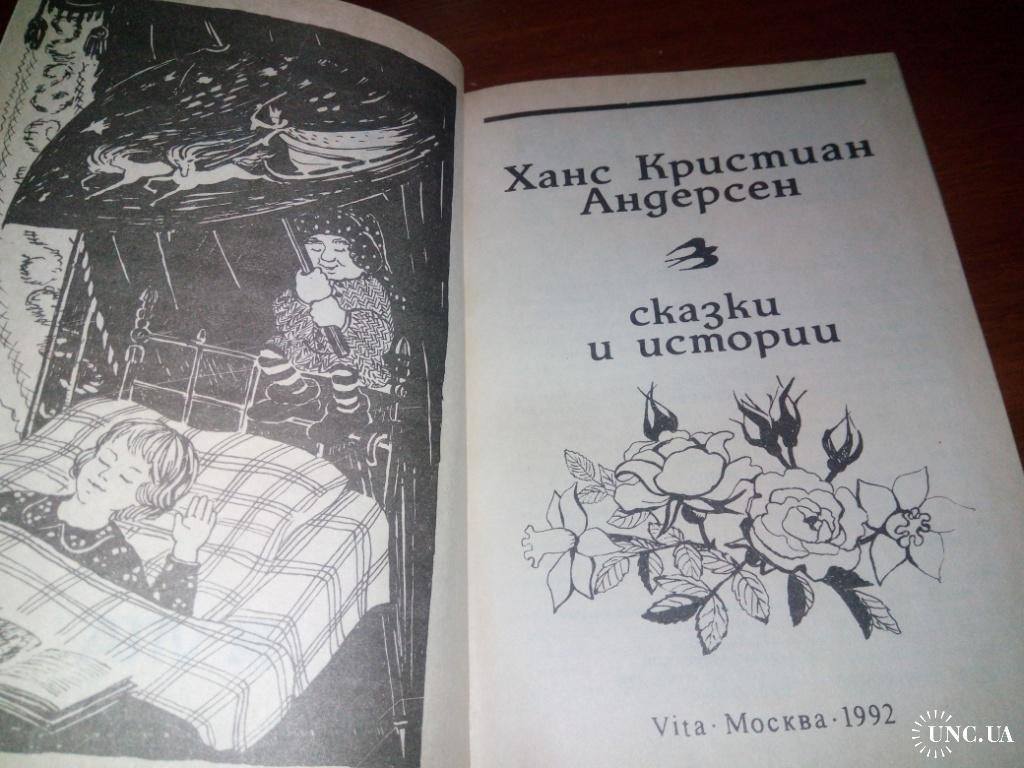 Ханс Кристиан
Андерсен
сказки
и истории
Vita · Москва · 1992
UNC.UA